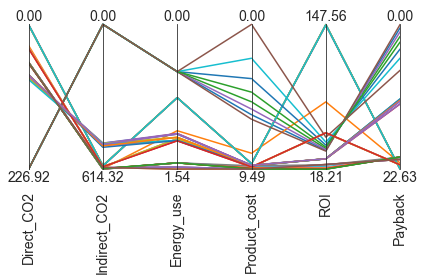 0.00 0.00 0.00 0.00 147.56 0.00
226.92 614.32 1.54 9.49 18.21 22.63
Direct_CO2
Indirect_CO2
Energy_use
Product_cost
ROI
Payback